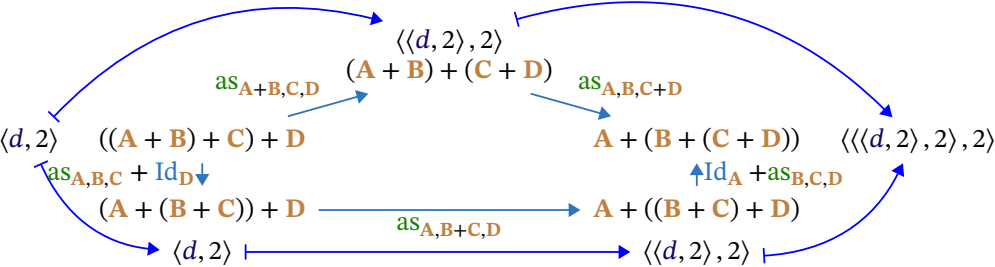 ⟨⟨d, 2⟩ , 2⟩
(A + B) + (C + D)
as_{A+B,C,D}
as_{A,B,C+D}
⟨d, 2⟩
((A + B) + C) + D
A + (B + (C + D))
⟨⟨⟨d, 2⟩ , 2⟩ , 2⟩
as_{A,B,C} + Id_D
Id_A +as_{B,C,D}
(A + (B + C)) + D
as_{A,B+C,D}
A + ((B + C) + D)
⟨d, 2⟩
⟨⟨d, 2⟩ , 2⟩